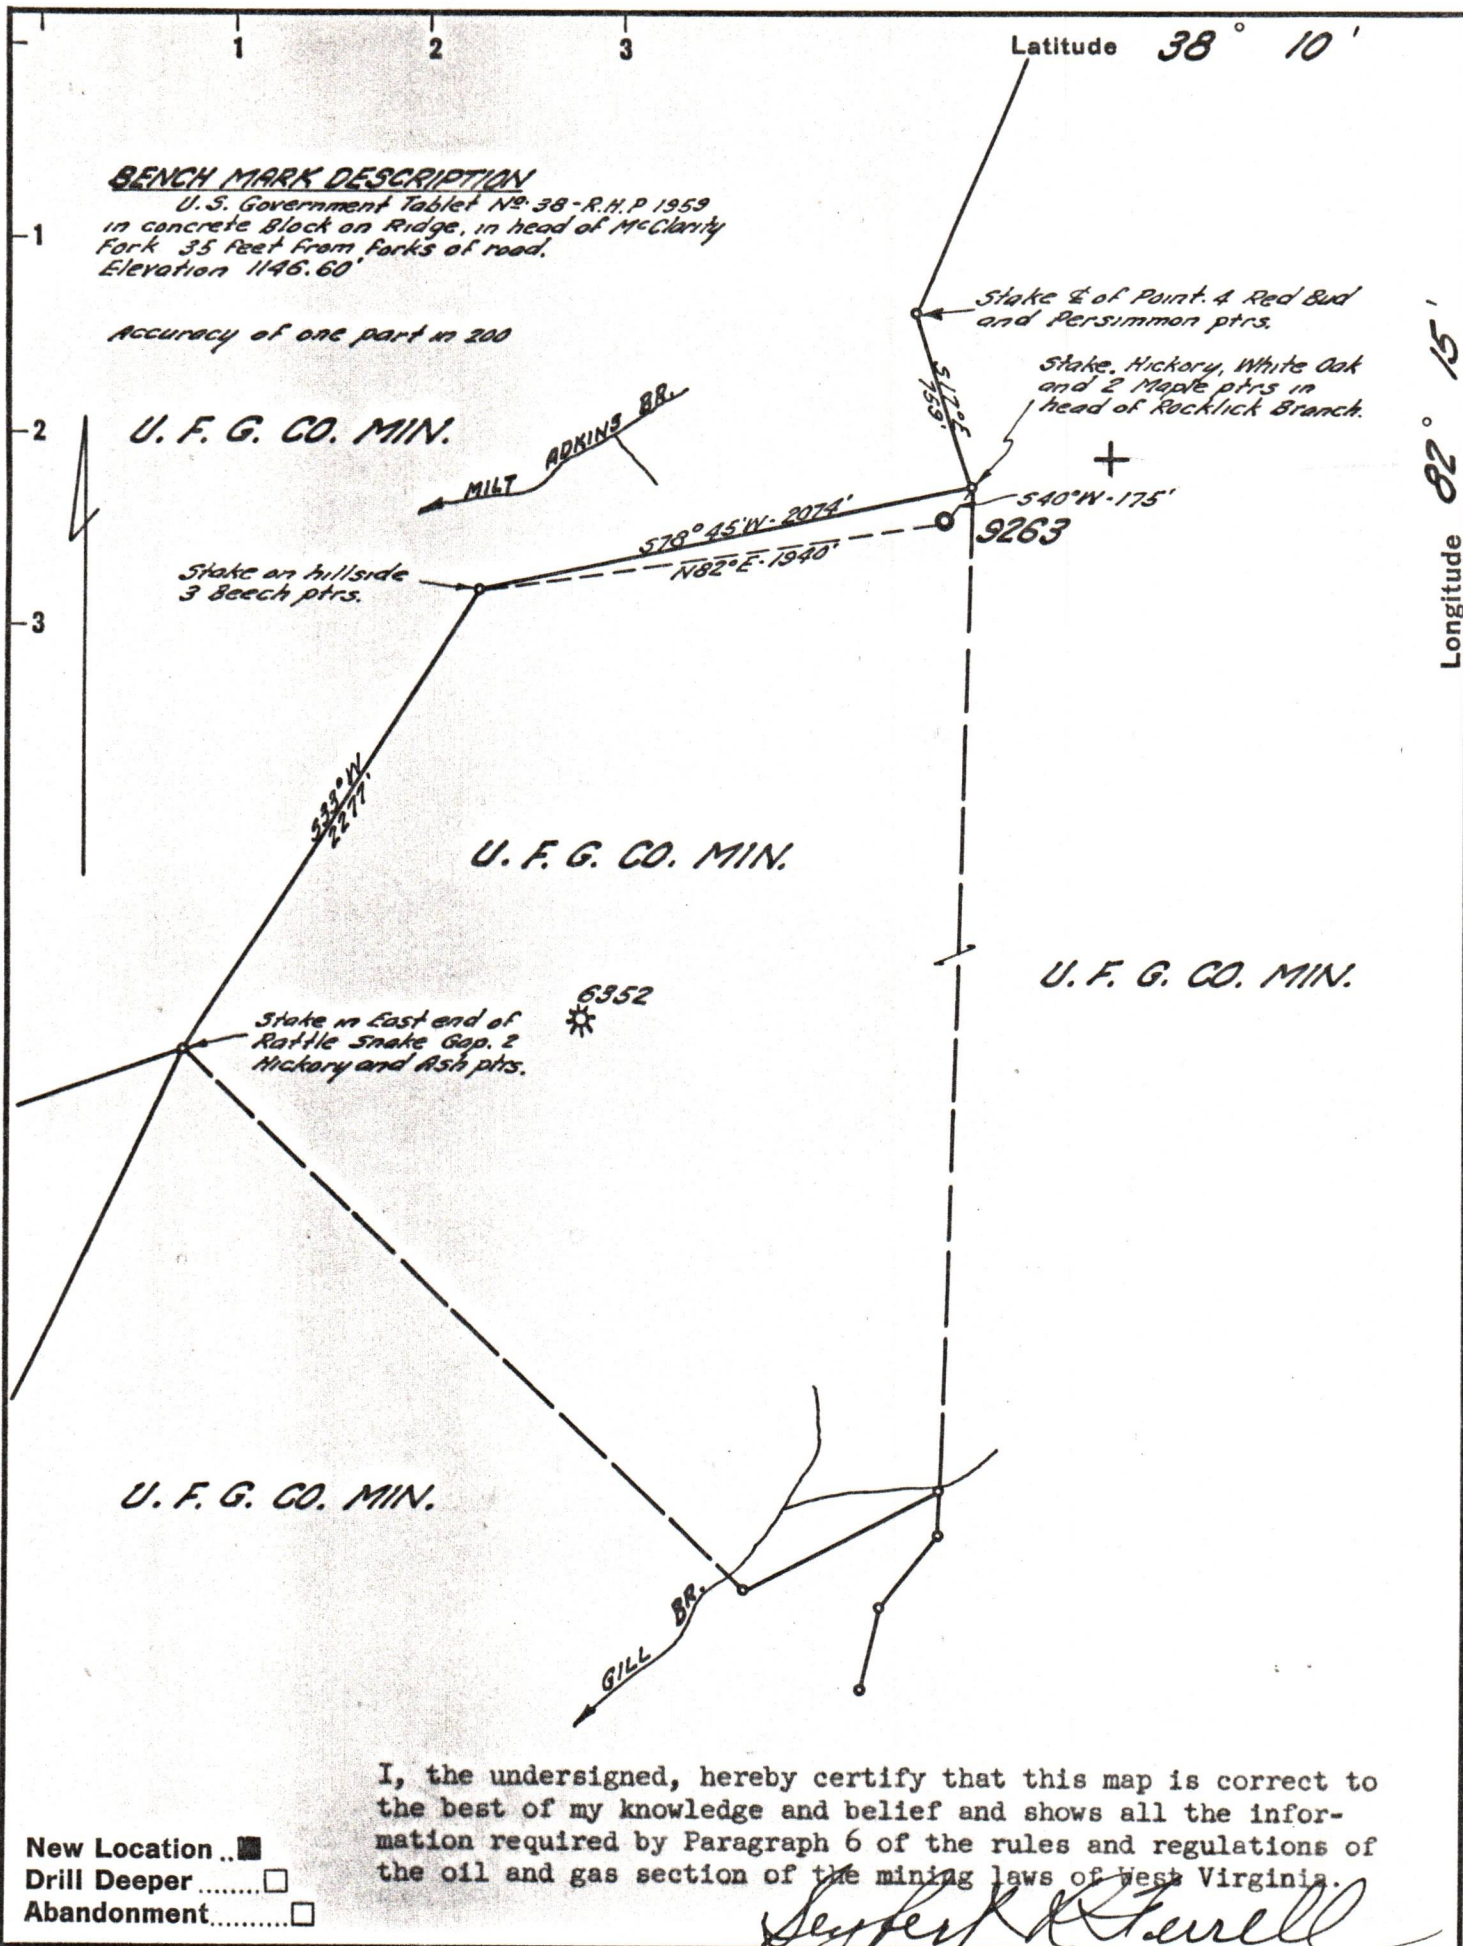 1 2 3
Latitude 38° 10'
BENCH MARK DESCRIPTION
U.S. Government Tablet No. 38-R.H.P 1959
in concrete Block on Ridge, in head of McClarity
Fork 35 feet from forks of road.
Elevation 1146.60'
1
Accuracy of one part in 200
Stake ℄ of Point. 4 Red Bud
and Persimmon ptrs.
S17°E
759'
Stake, Hickory, White Oak
and 2 Maple ptrs in
head of Rocklick Branch.
Longitude 82° 15'
2
U. F. G. CO. MIN.
MILT ADKINS BR.
S40°W-175'
9263
S78°45'W-2074'
N82°E-1940'
Stake on hillside
3 Beech ptrs.
3
S33°W
2277'
U. F. G. CO. MIN.
U. F. G. CO. MIN.
6352
Stake in East end of
Rattle Snake Gap. 2
Hickory and Ash ptrs.
U. F. G. CO. MIN.
GILL BR.
I, the undersigned, hereby certify that this map is correct to
the best of my knowledge and belief and shows all the infor-
mation required by Paragraph 6 of the rules and regulations of
the oil and gas section of the mining laws of West Virginia.
New Location ..■
Drill Deeper ........□
Abandonment..........□